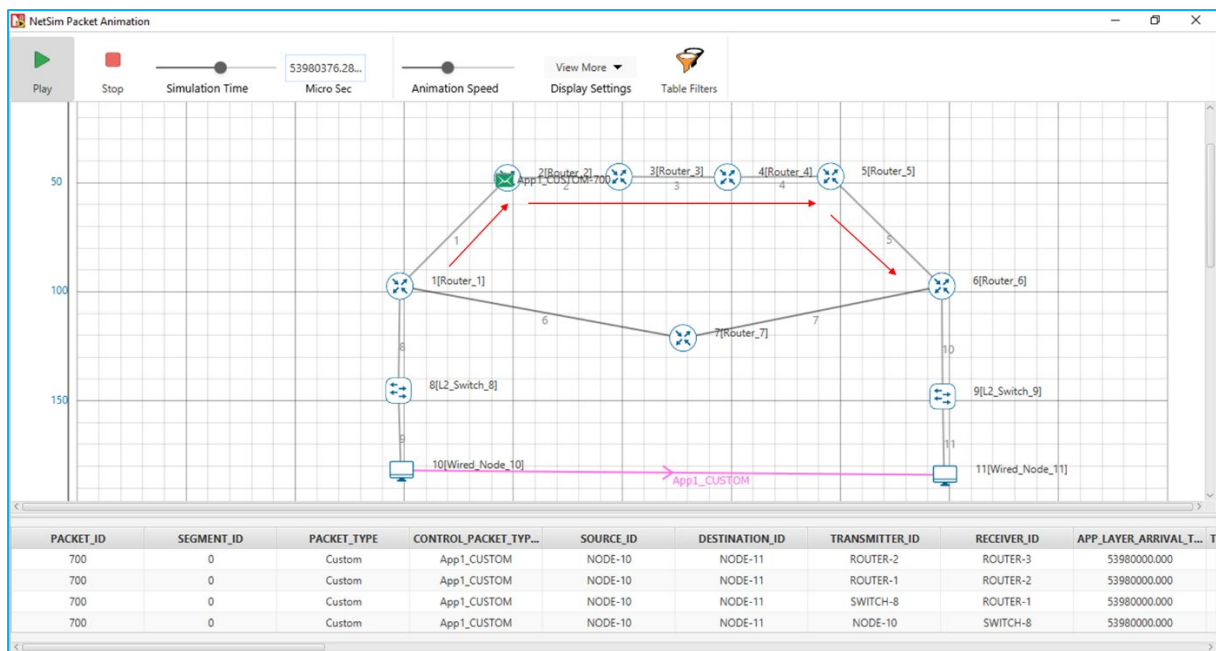 NetSim Packet Animation
Play
Stop
Simulation Time
53980376.28...
Micro Sec
Animation Speed
View More
Display Settings
Table Filters
50
2[Router_2]
3[Router_3]
4[Router_4]
5[Router_5]
App1_CUSTOM-700
2
3
4
1
5
100
1[Router_1]
6[Router_6]
6
7
7[Router_7]
8
10
150
8[L2_Switch_8]
9[L2_Switch_9]
9
11
10[Wired_Node_10]
11[Wired_Node_11]
App1_CUSTOM
PACKET_ID SEGMENT_ID PACKET_TYPE CONTROL_PACKET_TYP... SOURCE_ID DESTINATION_ID TRANSMITTER_ID RECEIVER_ID APP_LAYER_ARRIVAL_T... T
700 0 Custom App1_CUSTOM NODE-10 NODE-11 ROUTER-2 ROUTER-3 53980000.000
700 0 Custom App1_CUSTOM NODE-10 NODE-11 ROUTER-1 ROUTER-2 53980000.000
700 0 Custom App1_CUSTOM NODE-10 NODE-11 SWITCH-8 ROUTER-1 53980000.000
700 0 Custom App1_CUSTOM NODE-10 NODE-11 NODE-10 SWITCH-8 53980000.000